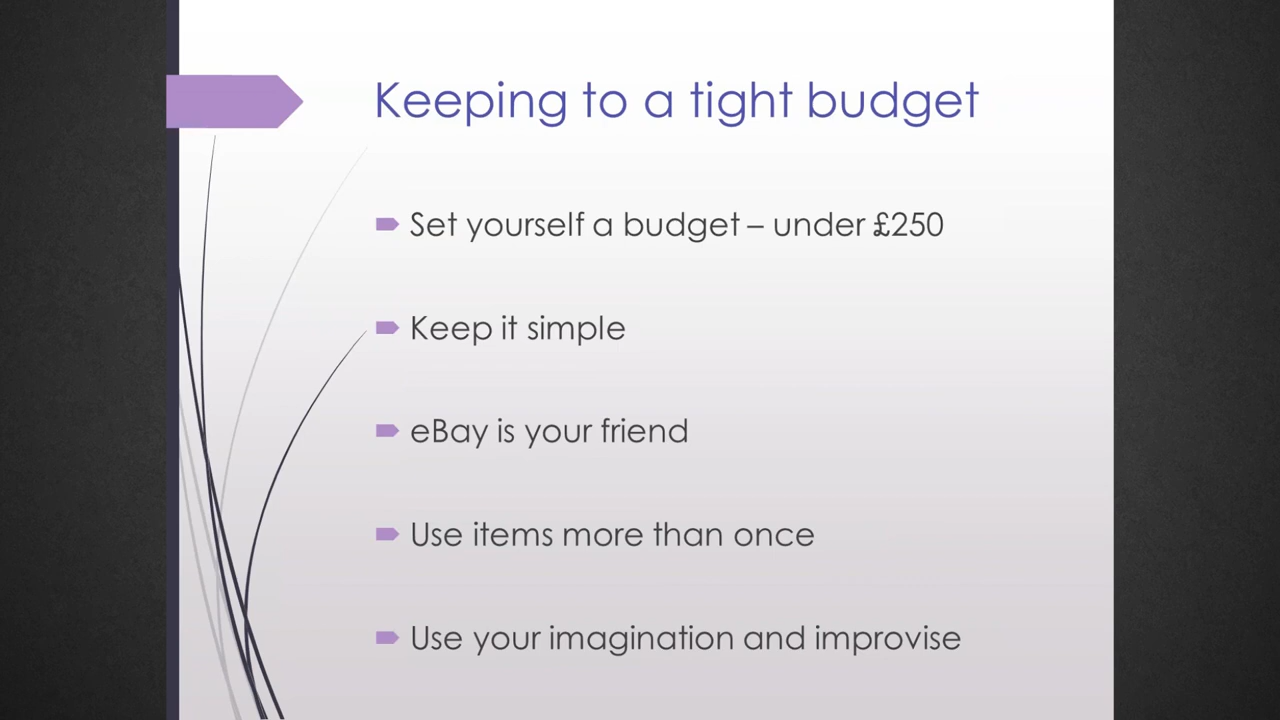 Keeping to a tight budget
Set yourself a budget – under £250
Keep it simple
eBay is your friend
Use items more than once
Use your imagination and improvise